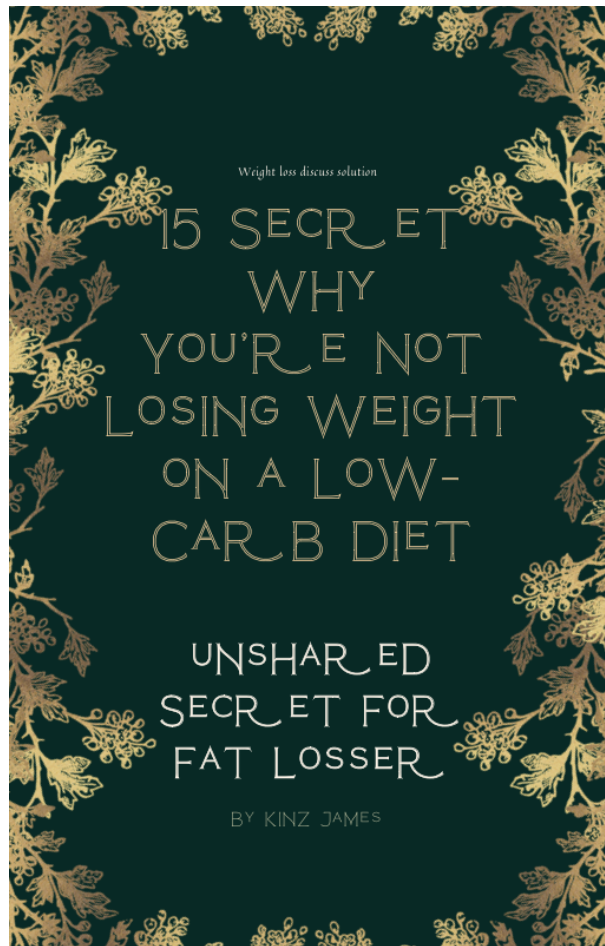 Weight loss discuss solution
15 SECRET
WHY
YOU'RE NOT
LOSING WEIGHT
ON A LOW-
CARB DIET
UNSHARED
SECRET FOR
FAT LOSSER
BY KINZ JAMES